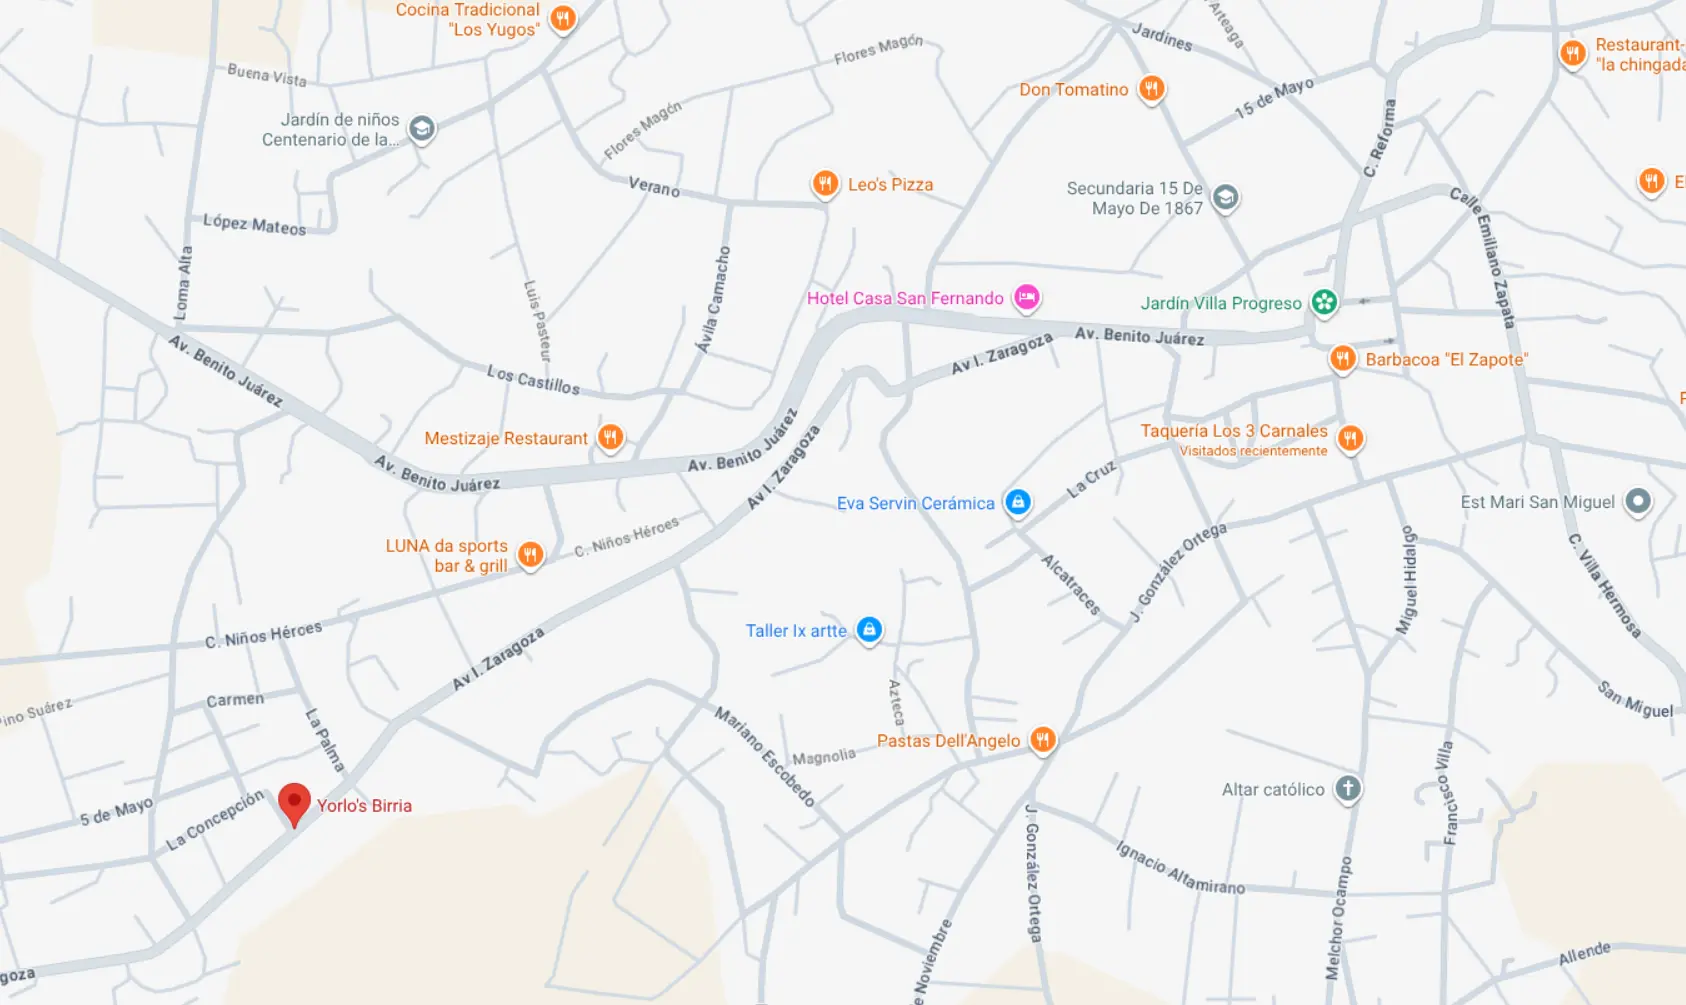 Cocina Tradicional
"Los Yugos"
Arteaga
Jardines
Flores Magón
Restaurant-
"la chingada
Buena Vista
Don Tomatino
15 de Mayo
Jardín de niños
Centenario de la...
Flores Magón
C. Reforma
Verano
Leo's Pizza
Secundaria 15 De
Mayo De 1867
El
López Mateos
Calle Emiliano Zapata
Loma Alta
Luis Pasteur
Ávila Camacho
Hotel Casa San Fernando
Jardín Villa Progreso
Av. Benito Juárez
Av. Benito Juárez
Av I. Zaragoza
Barbacoa "El Zapote"
Los Castillos
Mestizaje Restaurant
Av. Benito Juárez
Av I. Zaragoza
Taquería Los 3 Carnales
Visitados recientemente
Av. Benito Juárez
La Cruz
Eva Servin Cerámica
Est Mari San Miguel
LUNA da sports
bar & grill
C. Niños Héroes
Alcatraces
J. González Ortega
Miguel Hidalgo
C. Villa Hermosa
C. Niños Héroes
Av I. Zaragoza
Taller Ix artte
Azteca
San Miguel
Pino Suárez
Carmen
La Palma
Mariano Escobedo
Magnolia
Pastas Dell'Angelo
Francisco Villa
Altar católico
5 de Mayo
La Concepción
Yorlo's Birria
J. González Ortega
Ignacio Altamirano
Melchor Ocampo
e Noviembre
Allende
goza